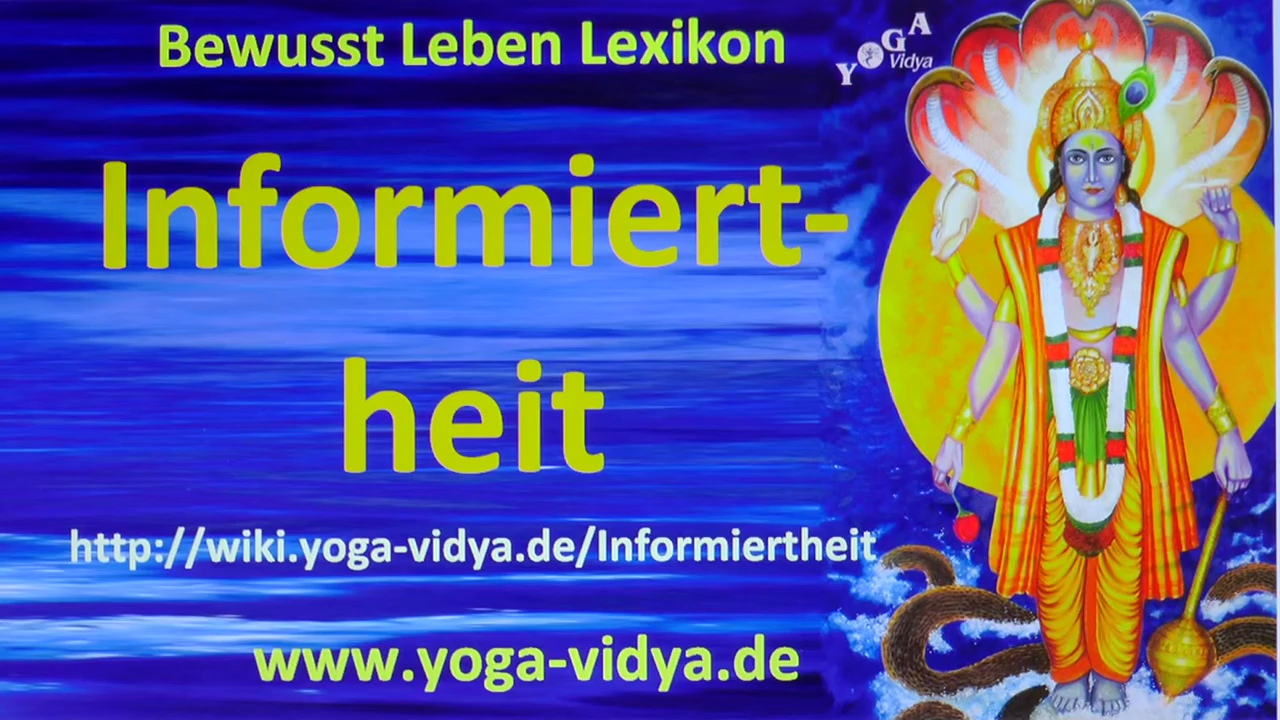 Bewusst Leben Lexikon
YOGA
Vidya
Informiert-
heit
http://wiki.yoga-vidya.de/Informiertheit
www.yoga-vidya.de